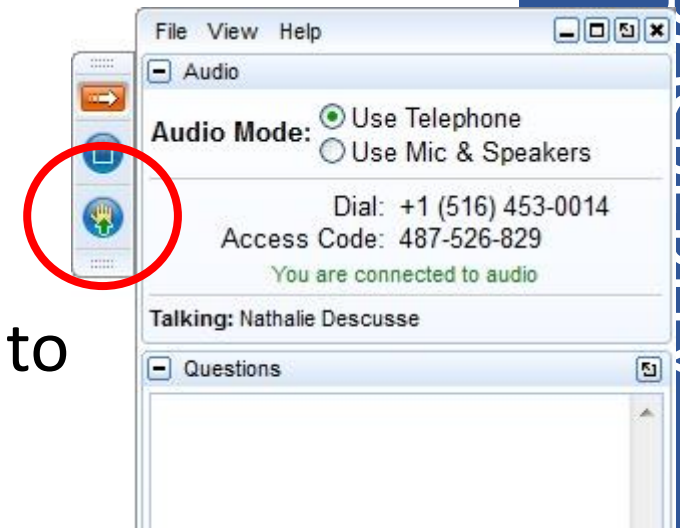 File View Help
Audio
Audio Mode: Use Telephone
Use Mic & Speakers
Dial: +1 (516) 453-0014
Access Code: 487-526-829
You are connected to audio
Talking: Nathalie Descusse
to
Questions